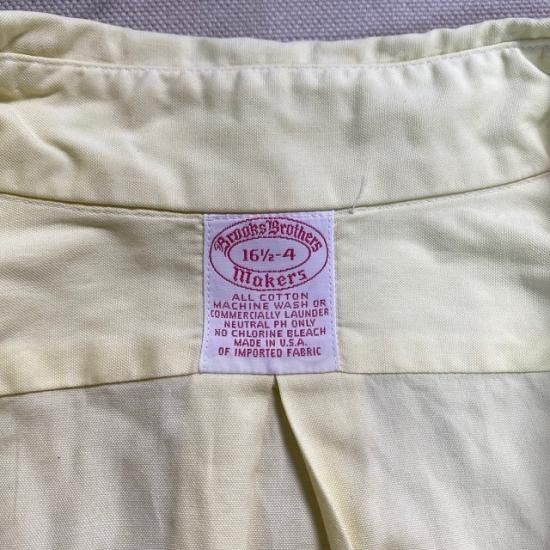 Brooks Brothers
16½-4
Makers
ALL COTTON
MACHINE WASH OR
COMMERCIALLY LAUNDER
NEUTRAL PH ONLY
NO CHLORINE BLEACH
MADE IN U.S.A.
OF IMPORTED FABRIC